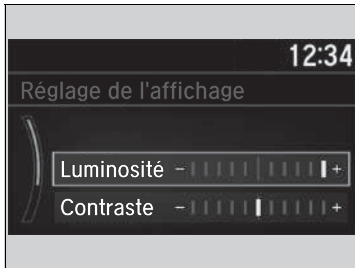 12:34
Réglage de l'affichage
Luminosité - +
Contraste - +